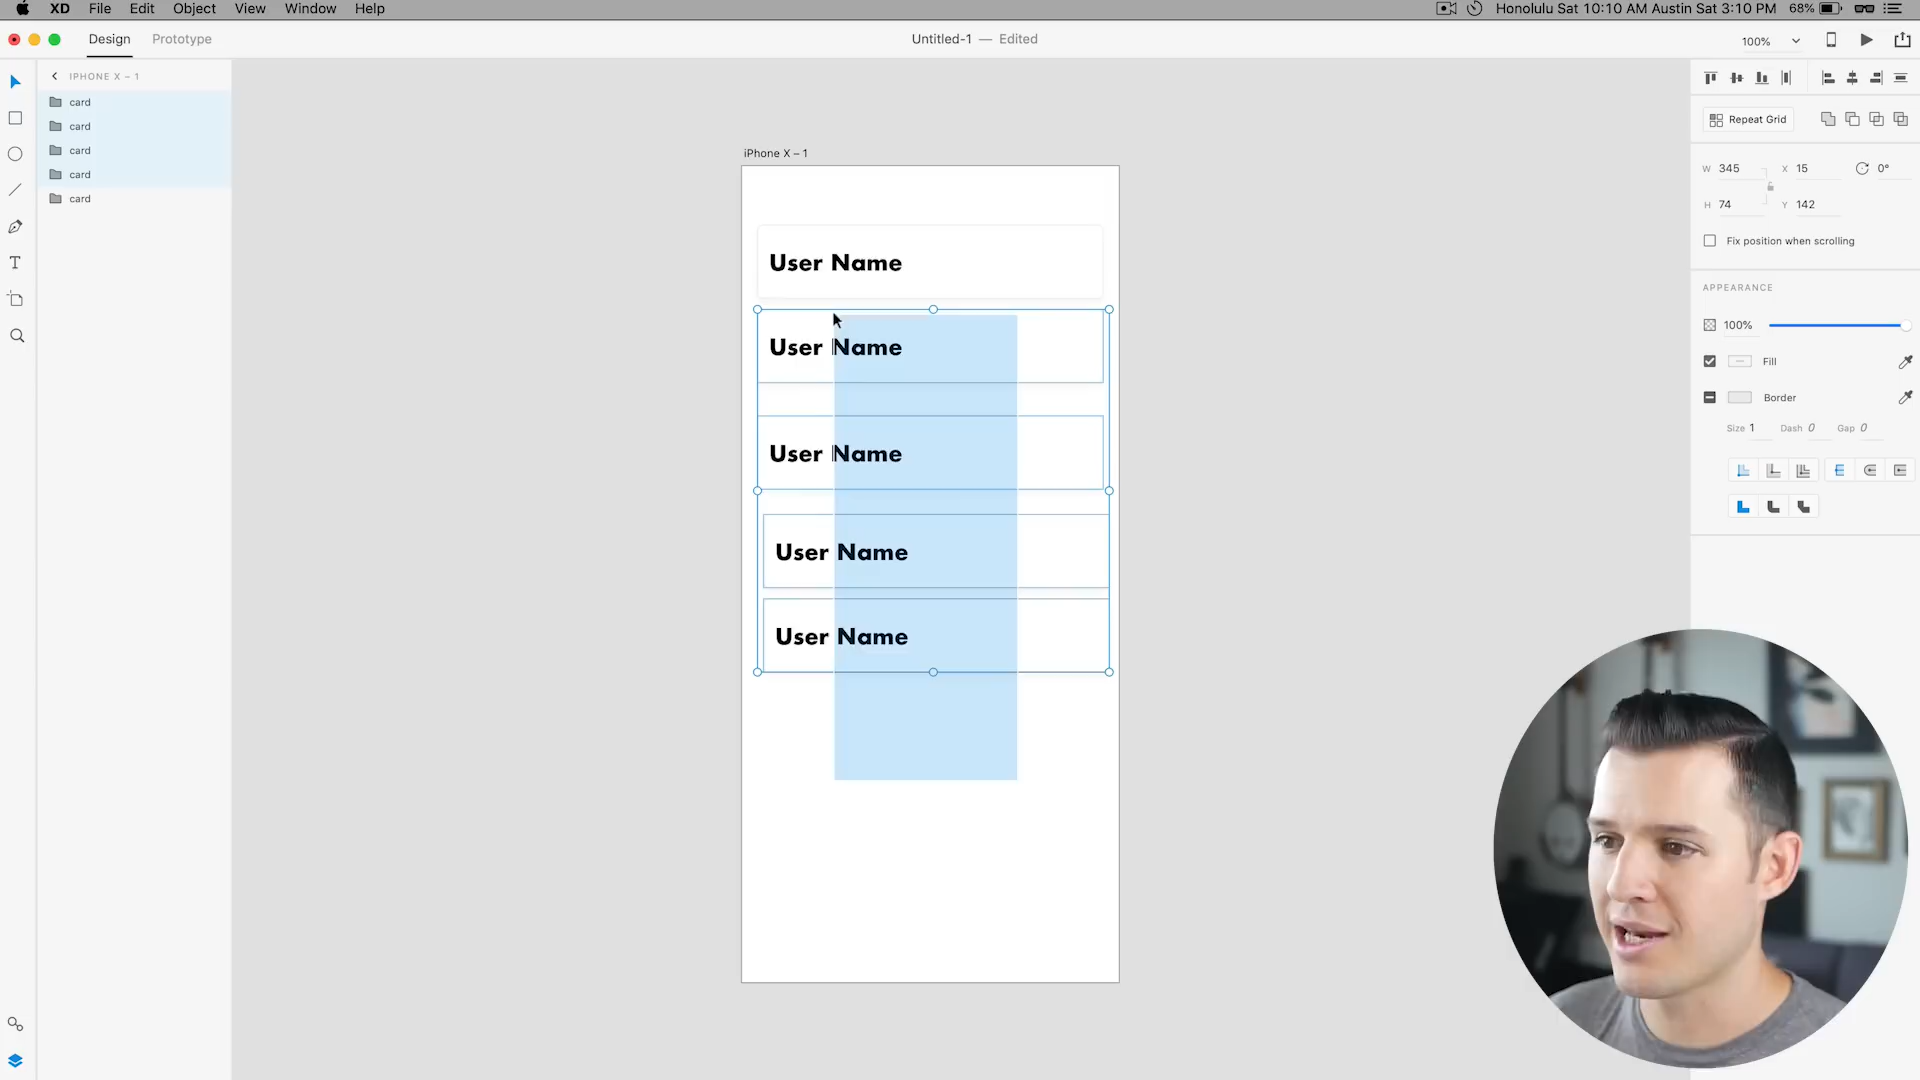 XD File Edit Object View Window Help
Honolulu Sat 10:10 AM Austin Sat 3:10 PM 68%
Design Prototype
Untitled-1 — Edited
100%
IPHONE X – 1
card
card
card
card
card
iPhone X – 1
User Name
User Name
User Name
User Name
User Name
Repeat Grid
W 345 X 15 0°
H 74 Y 142
Fix position when scrolling
APPEARANCE
100%
Fill
Border
Size 1 Dash 0 Gap 0